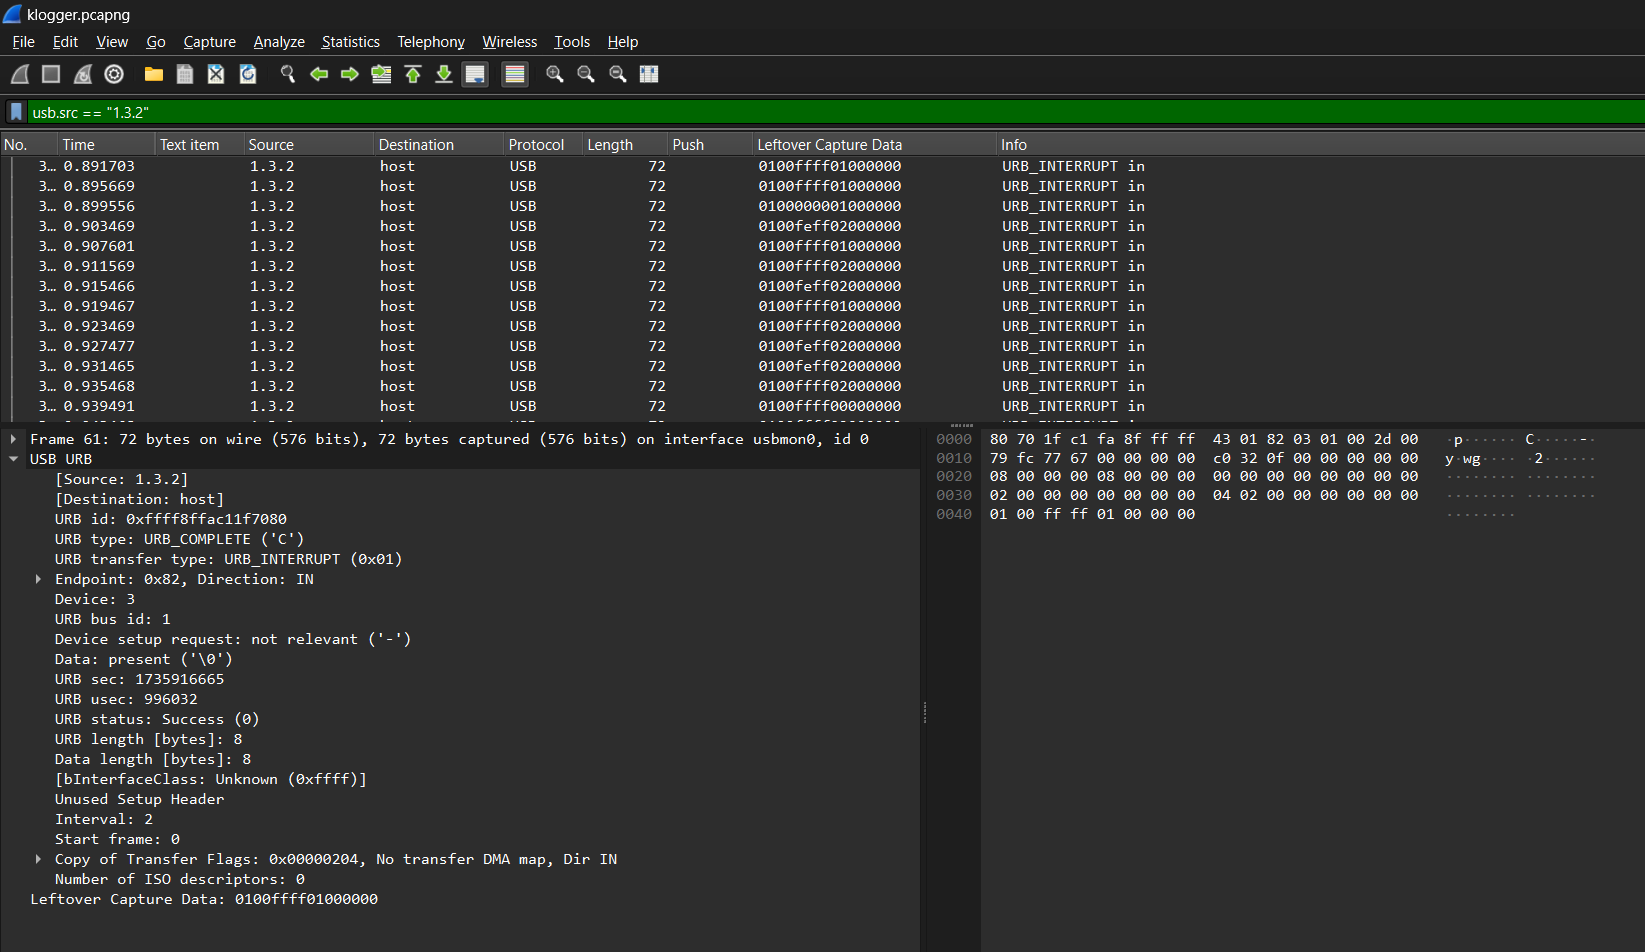 klogger.pcapng
File Edit View Go Capture Analyze Statistics Telephony Wireless Tools Help
usb.src == "1.3.2"
No. Time Text item Source Destination Protocol Length Push Leftover Capture Data Info
3… 0.891703 1.3.2 host USB 72 0100ffff01000000 URB_INTERRUPT in
3… 0.895669 1.3.2 host USB 72 0100ffff01000000 URB_INTERRUPT in
3… 0.899556 1.3.2 host USB 72 0100000001000000 URB_INTERRUPT in
3… 0.903469 1.3.2 host USB 72 0100feff02000000 URB_INTERRUPT in
3… 0.907601 1.3.2 host USB 72 0100ffff01000000 URB_INTERRUPT in
3… 0.911569 1.3.2 host USB 72 0100ffff02000000 URB_INTERRUPT in
3… 0.915466 1.3.2 host USB 72 0100feff02000000 URB_INTERRUPT in
3… 0.919467 1.3.2 host USB 72 0100ffff01000000 URB_INTERRUPT in
3… 0.923469 1.3.2 host USB 72 0100ffff02000000 URB_INTERRUPT in
3… 0.927477 1.3.2 host USB 72 0100feff02000000 URB_INTERRUPT in
3… 0.931465 1.3.2 host USB 72 0100feff02000000 URB_INTERRUPT in
3… 0.935468 1.3.2 host USB 72 0100ffff02000000 URB_INTERRUPT in
3… 0.939491 1.3.2 host USB 72 0100ffff00000000 URB_INTERRUPT in
Frame 61: 72 bytes on wire (576 bits), 72 bytes captured (576 bits) on interface usbmon0, id 0
USB URB
[Source: 1.3.2]
[Destination: host]
URB id: 0xffff8ffac11f7080
URB type: URB_COMPLETE ('C')
URB transfer type: URB_INTERRUPT (0x01)
Endpoint: 0x82, Direction: IN
Device: 3
URB bus id: 1
Device setup request: not relevant ('-')
Data: present ('\0')
URB sec: 1735916665
URB usec: 996032
URB status: Success (0)
URB length [bytes]: 8
Data length [bytes]: 8
[bInterfaceClass: Unknown (0xffff)]
Unused Setup Header
Interval: 2
Start frame: 0
Copy of Transfer Flags: 0x00000204, No transfer DMA map, Dir IN
Number of ISO descriptors: 0
Leftover Capture Data: 0100ffff01000000
0000 80 70 1f c1 fa 8f ff ff 43 01 82 03 01 00 2d 00 ·p······ C·····-·
0010 79 fc 77 67 00 00 00 00 c0 32 0f 00 00 00 00 00 y·wg···· ·2······
0020 08 00 00 00 08 00 00 00 00 00 00 00 00 00 00 00 ········ ········
0030 02 00 00 00 00 00 00 00 04 02 00 00 00 00 00 00 ········ ········
0040 01 00 ff ff 01 00 00 00 ········